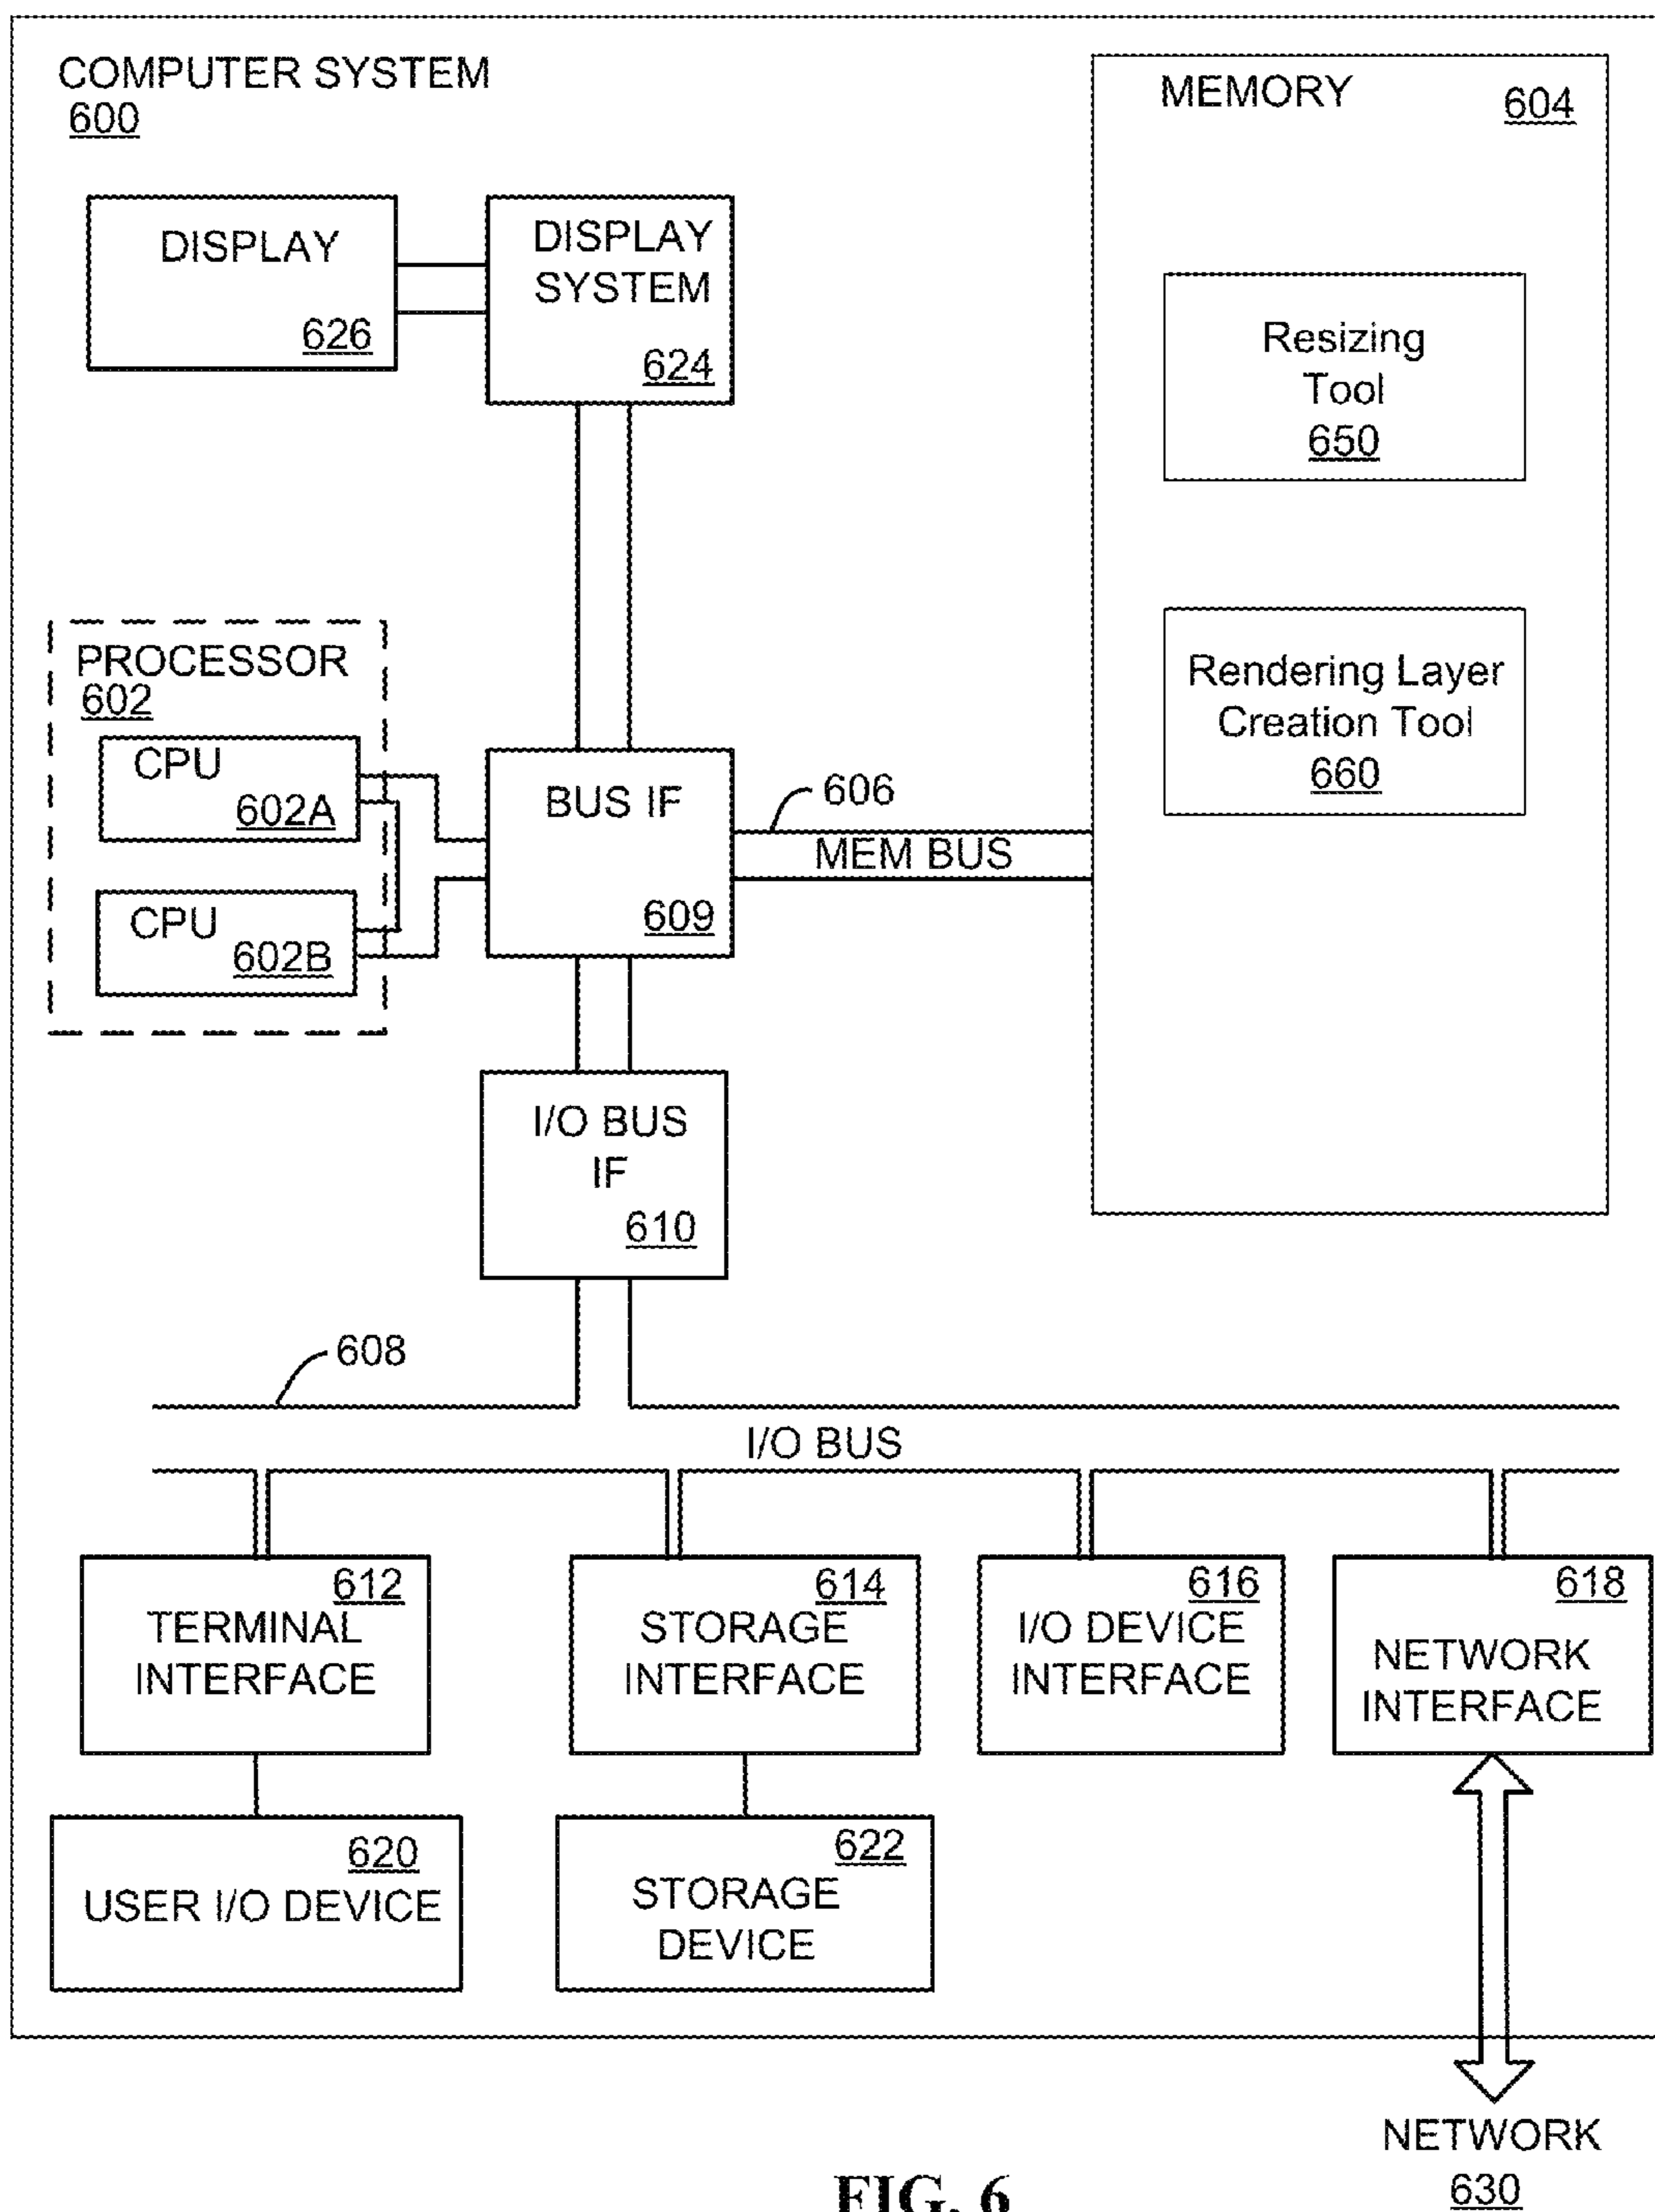 COMPUTER SYSTEM
600
MEMORY
604
DISPLAY
626
DISPLAY
SYSTEM
624
Resizing
Tool
650
PROCESSOR
602
CPU
602A
CPU
602B
BUS IF
609
606
MEM BUS
Rendering Layer
Creation Tool
660
I/O BUS
IF
610
608
I/O BUS
612
TERMINAL
INTERFACE
614
STORAGE
INTERFACE
616
I/O DEVICE
INTERFACE
618
NETWORK
INTERFACE
620
USER I/O DEVICE
622
STORAGE
DEVICE
NETWORK
630
FIG. 6